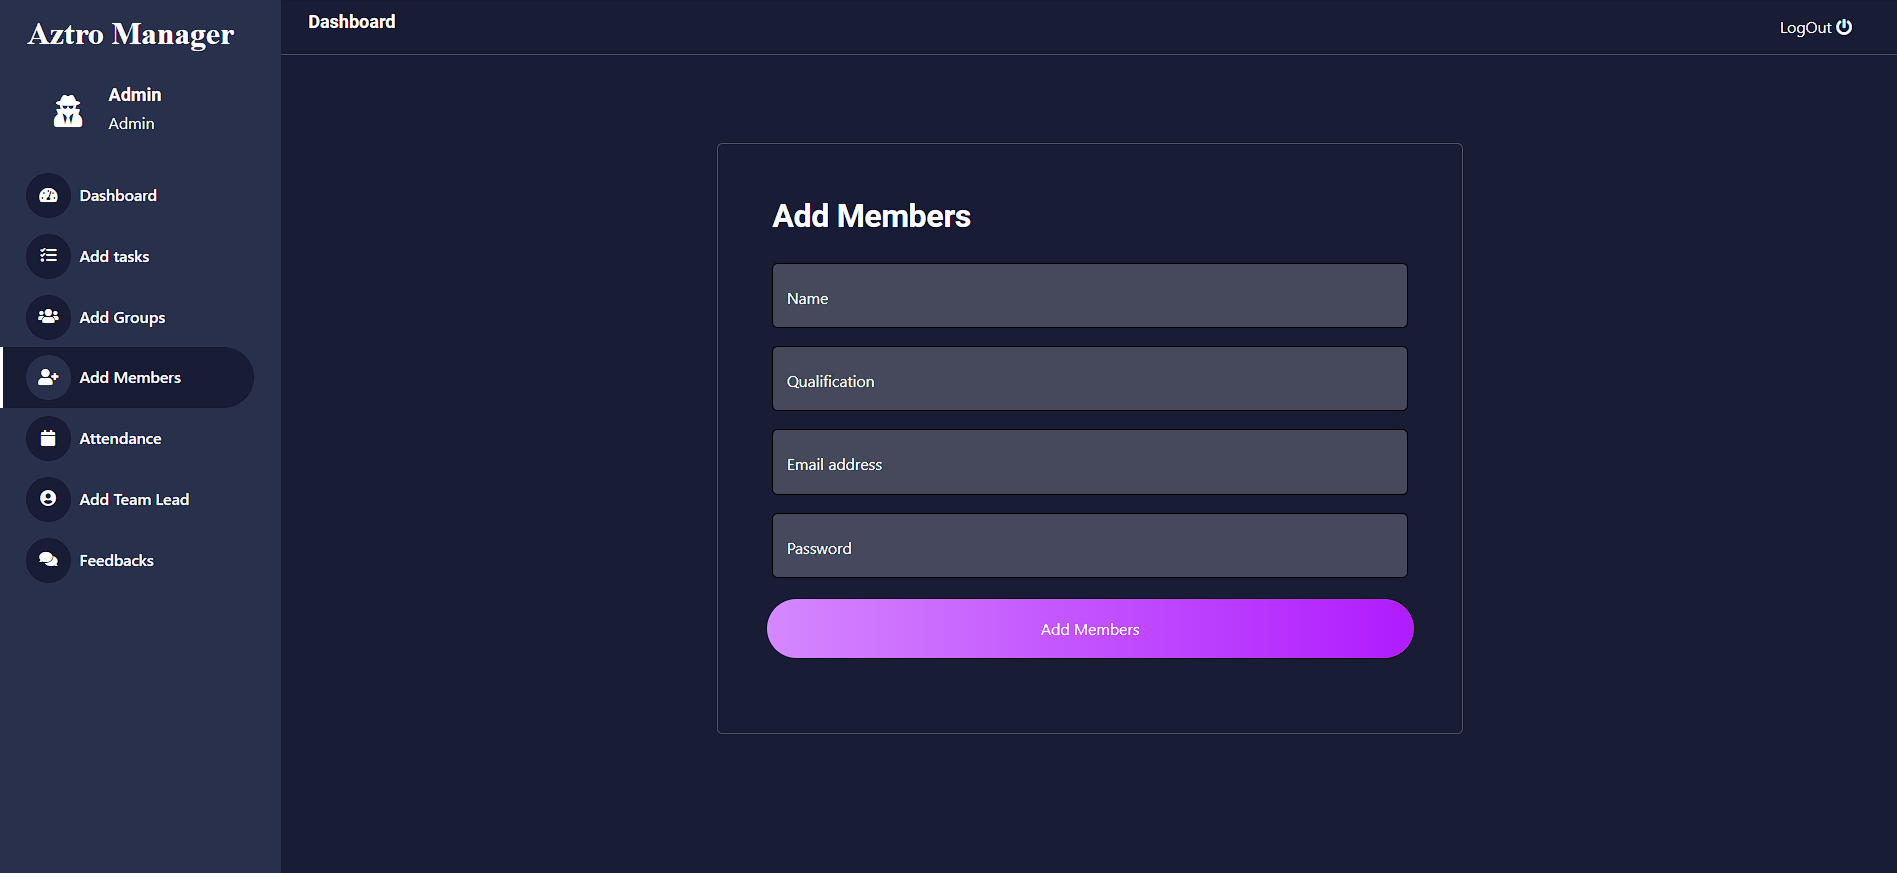 Aztro Manager
Admin
Admin
Dashboard
Add tasks
Add Groups
Add Members
Attendance
Add Team Lead
Feedbacks
Dashboard
LogOut
Add Members
Name
Qualification
Email address
Password
Add Members